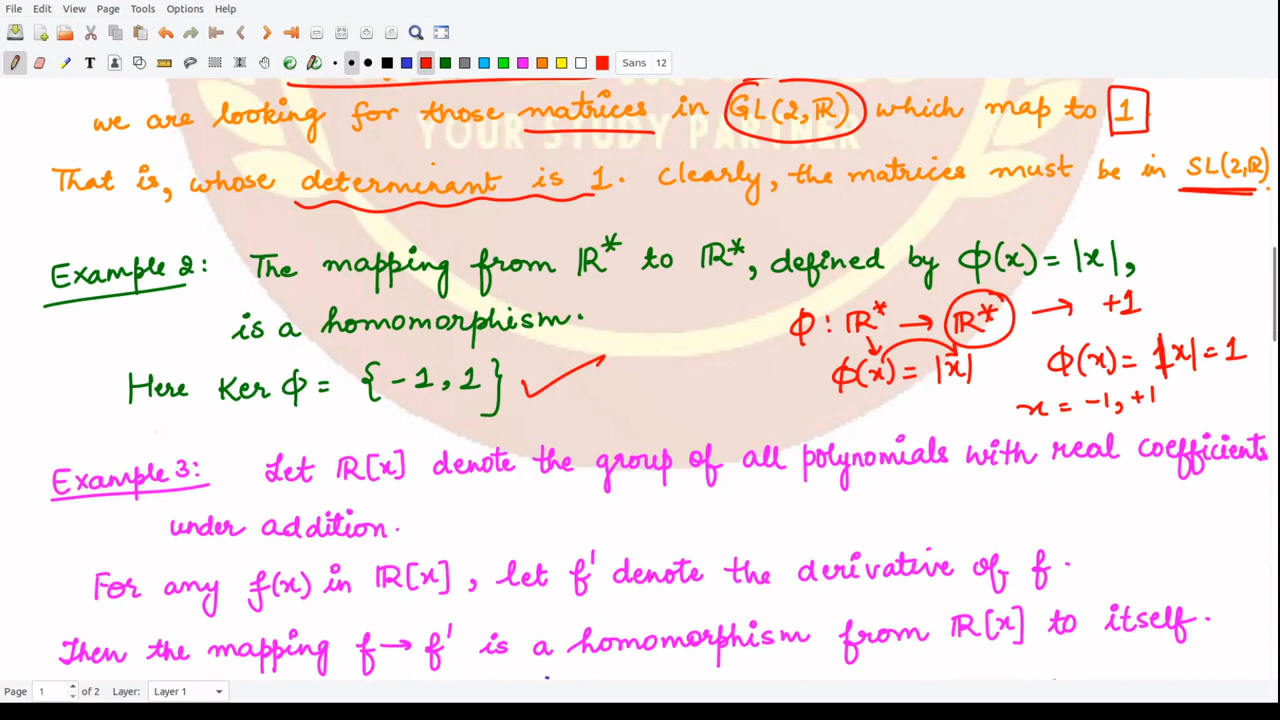 File Edit View Page Tools Options Help
Sans 12
we are looking for those matrices in GL(2,ℝ) which map to 1
YOUR STUDY PARTNER
That is, whose determinant is 1. Clearly, the matrices must be in SL(2,ℝ).
Example 2: The mapping from ℝ* to ℝ*, defined by ϕ(x) = |x|,
is a homomorphism.
ϕ : ℝ* → ℝ* → +1
Here Ker ϕ = {-1, 1}
ϕ(x) = |x|
ϕ(x) = |x| = 1
x = -1, +1
Example 3: Let ℝ[x] denote the group of all polynomials with real coefficients
under addition.
For any f(x) in ℝ[x], let f' denote the derivative of f.
Then the mapping f → f' is a homomorphism from ℝ[x] to itself.
Page 1 of 2 Layer: Layer 1